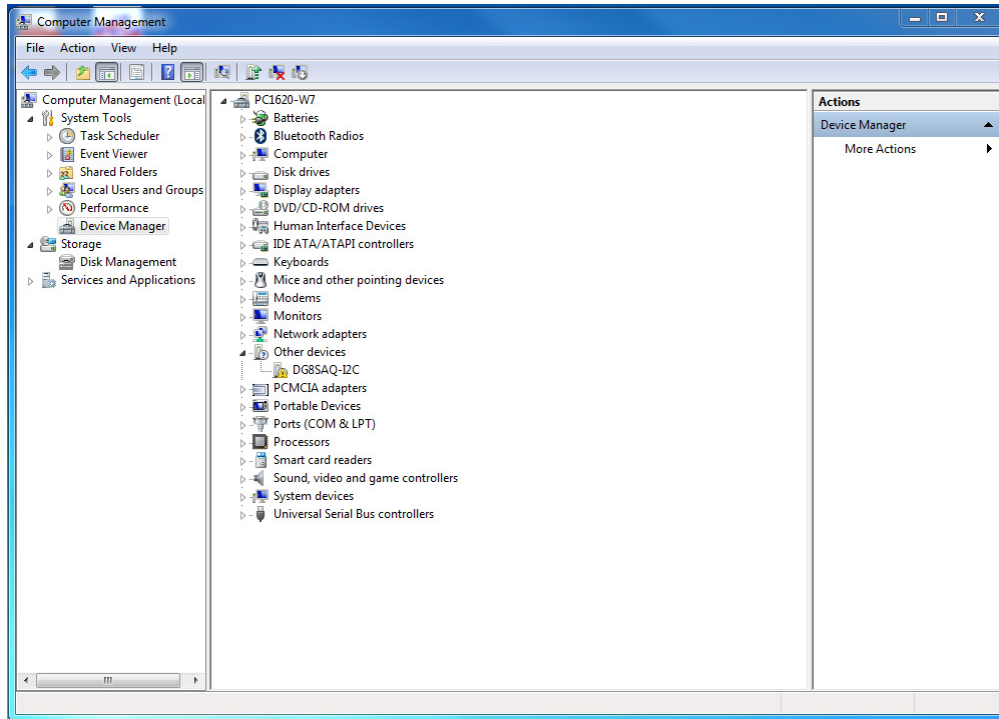 Computer Management
File Action View Help
Computer Management (Local
System Tools
Task Scheduler
Event Viewer
Shared Folders
Local Users and Groups
Performance
Device Manager
Storage
Disk Management
Services and Applications
PC1620-W7
Batteries
Bluetooth Radios
Computer
Disk drives
Display adapters
DVD/CD-ROM drives
Human Interface Devices
IDE ATA/ATAPI controllers
Keyboards
Mice and other pointing devices
Modems
Monitors
Network adapters
Other devices
DG8SAQ-I2C
PCMCIA adapters
Portable Devices
Ports (COM & LPT)
Processors
Smart card readers
Sound, video and game controllers
System devices
Universal Serial Bus controllers
Actions
Device Manager
More Actions